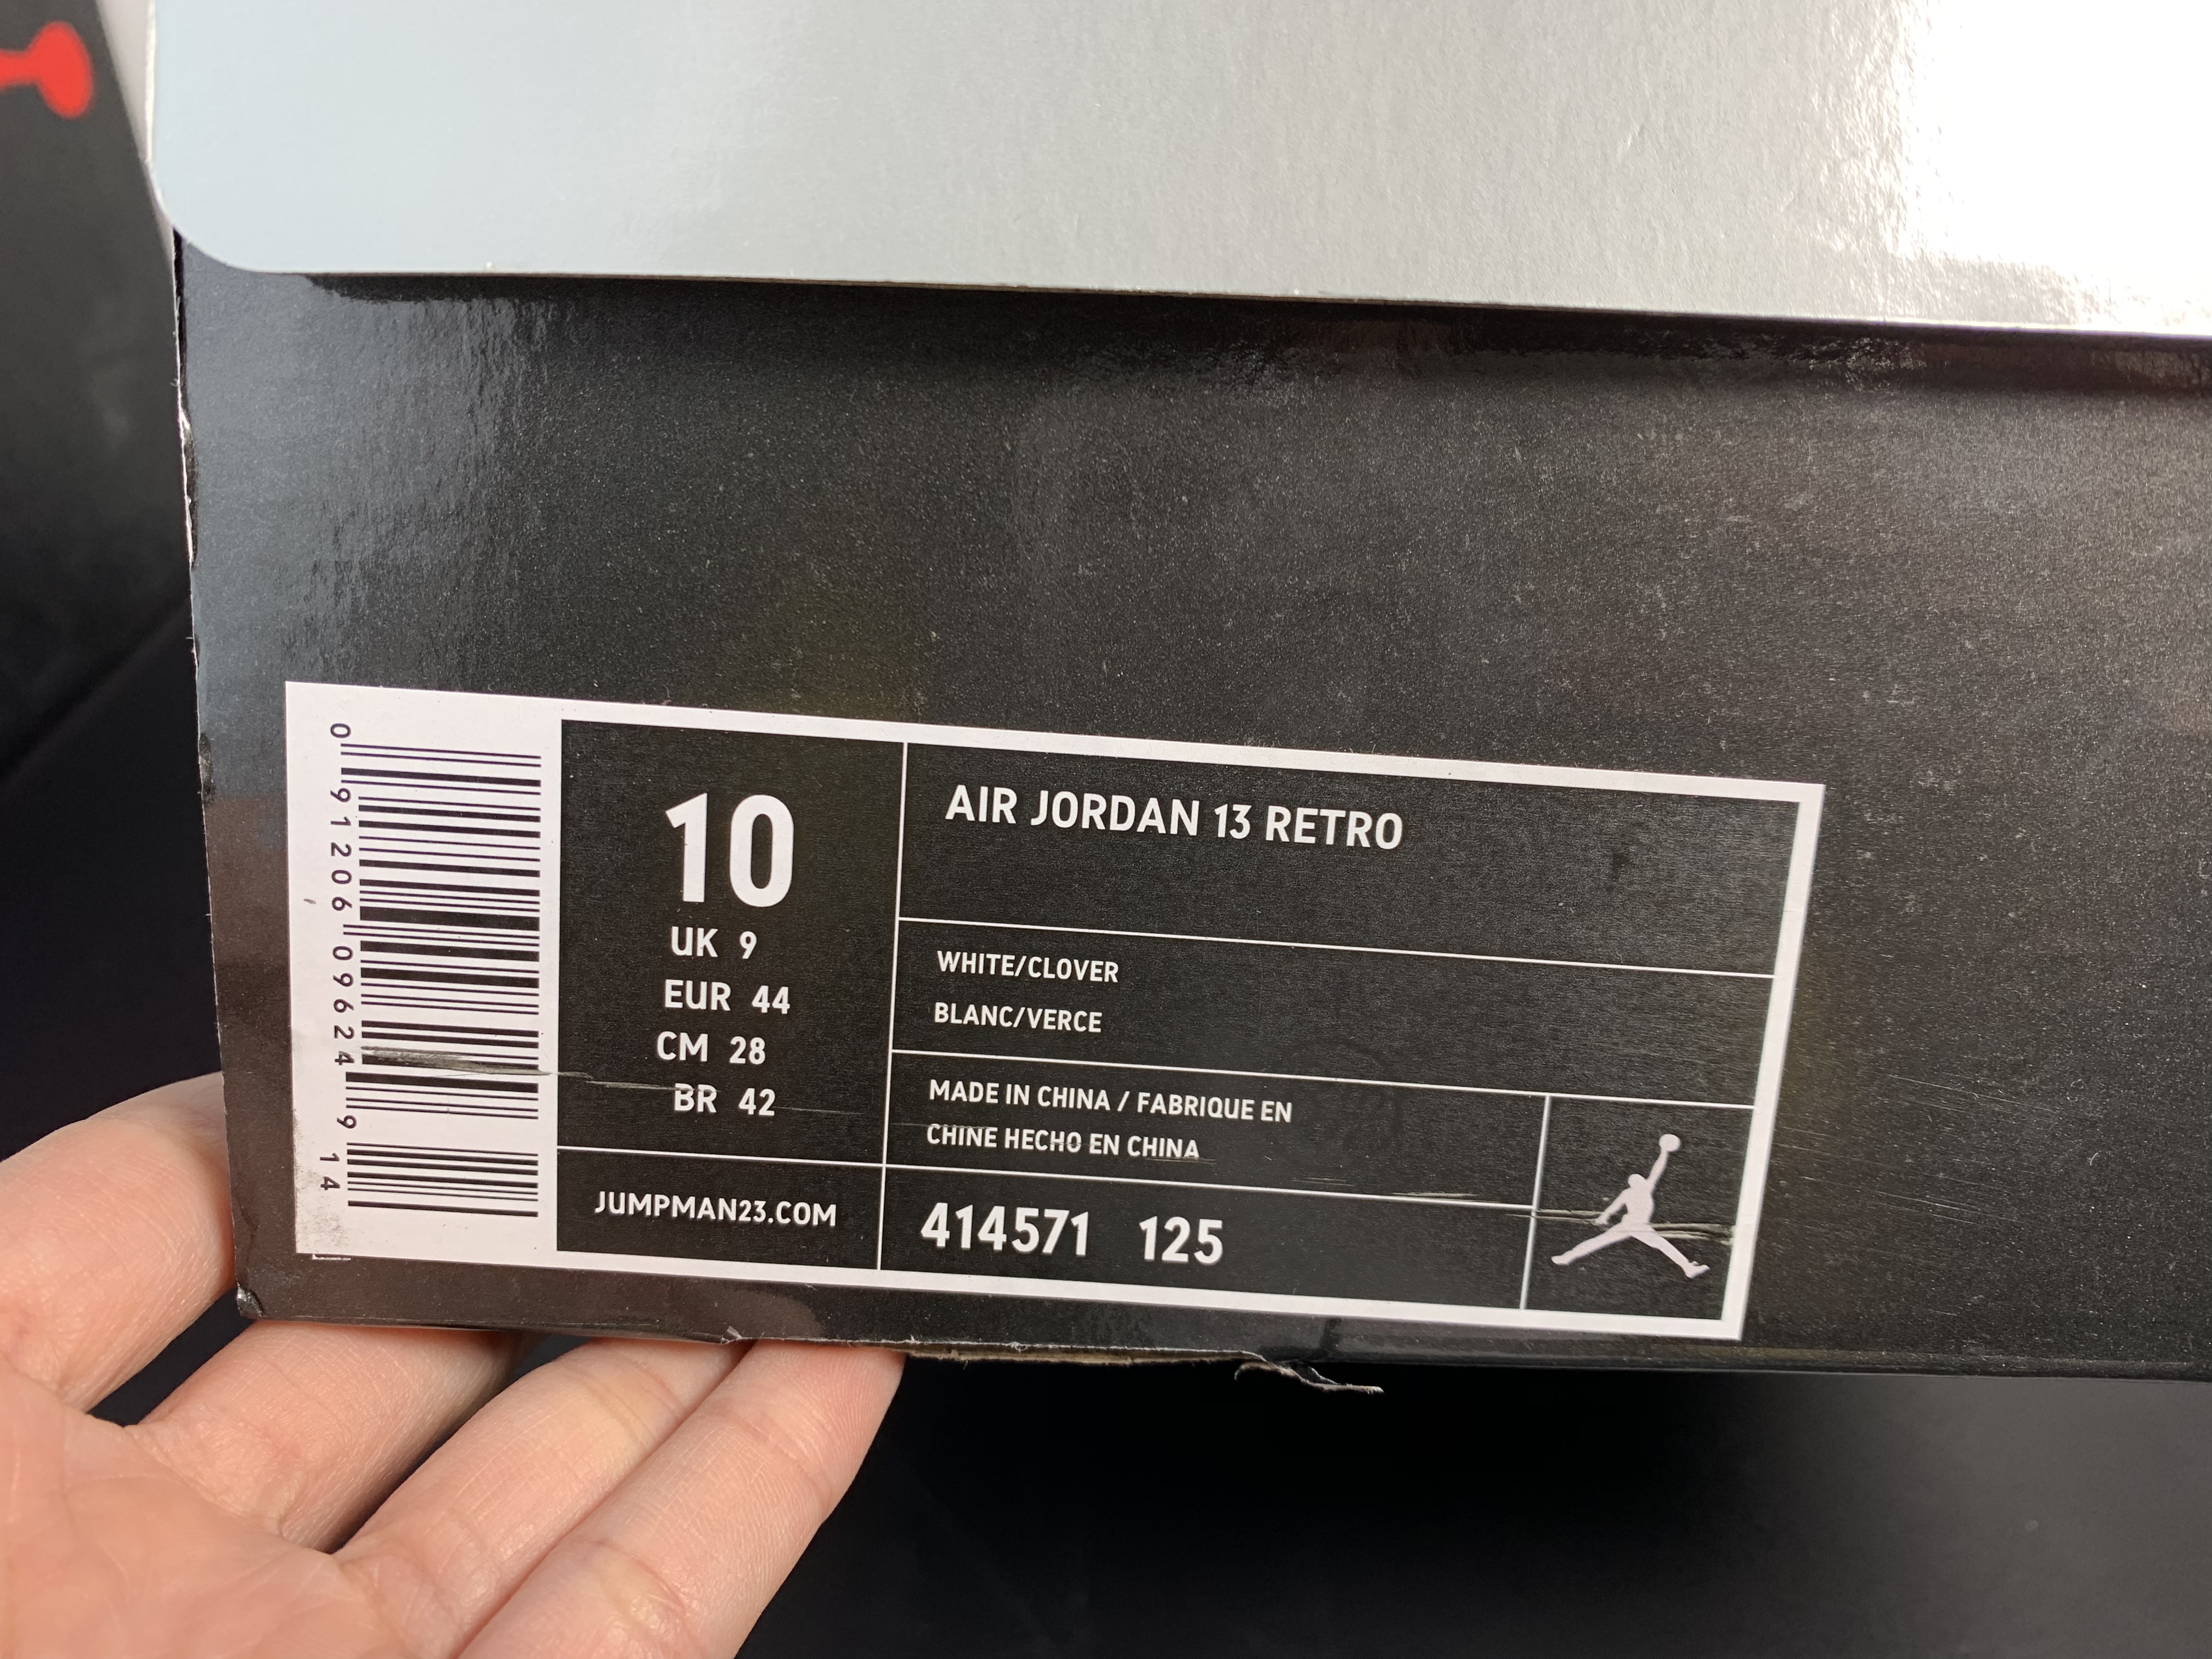 0 91206 09624 9 14
10
UK 9
EUR 44
CM 28
BR 42
JUMPMAN23.COM
AIR JORDAN 13 RETRO
WHITE/CLOVER
BLANC/VERCE
MADE IN CHINA / FABRIQUE EN
CHINE HECHO EN CHINA
414571 125